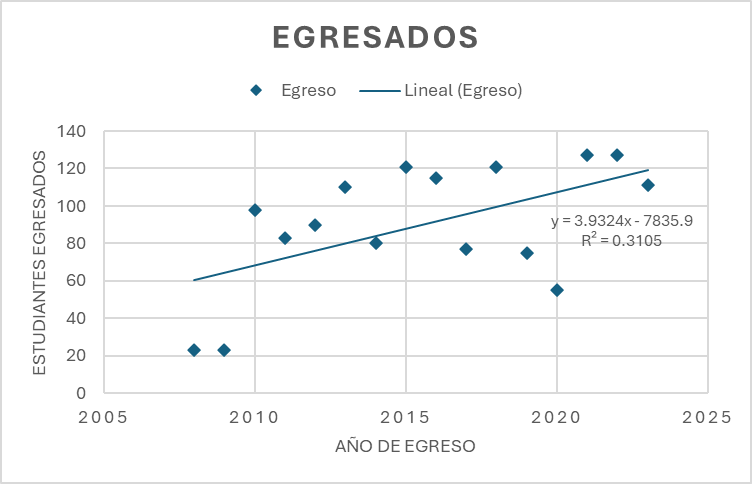 EGRESADOS
Egreso
Lineal (Egreso)
ESTUDIANTES EGRESADOS
140
120
100
80
60
40
20
0
y = 3.9324x - 7835.9
R² = 0.3105
2005
2010
2015
2020
2025
AÑO DE EGRESO